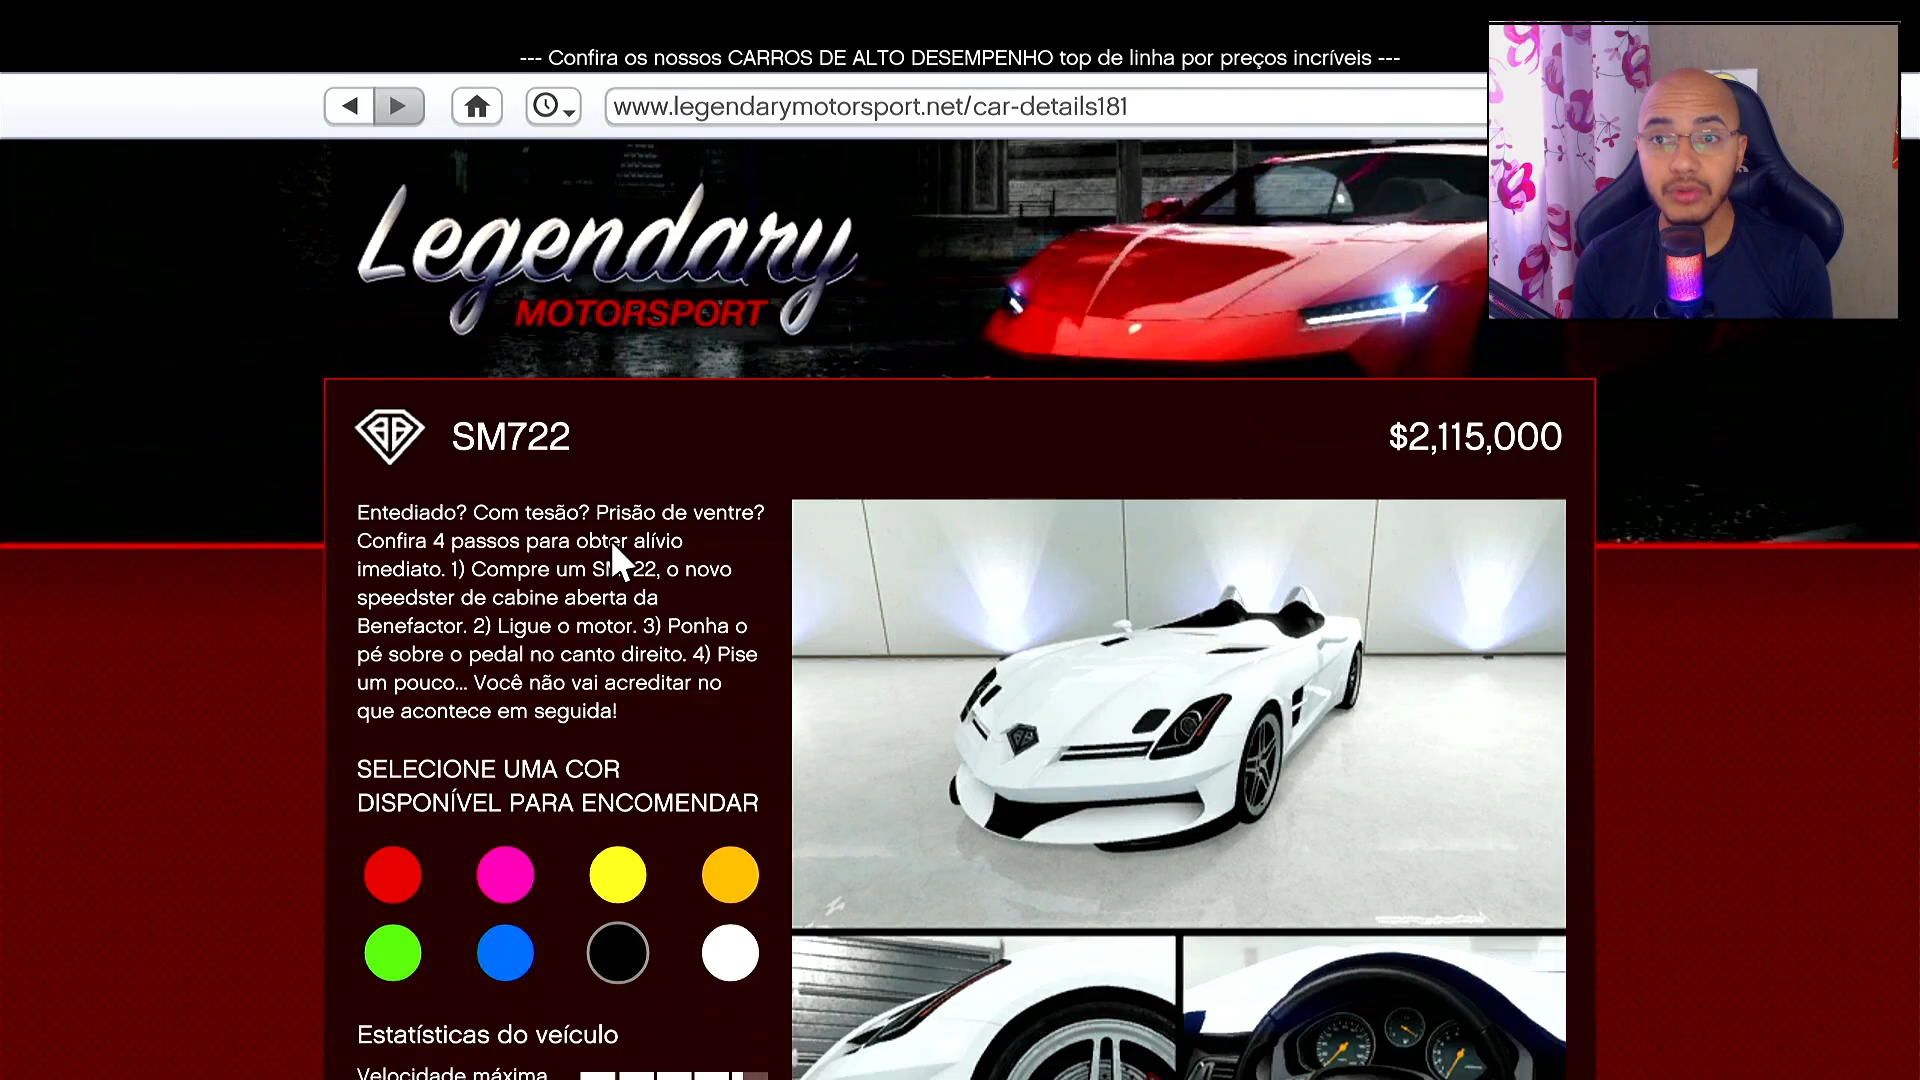 --- Confira os nossos CARROS DE ALTO DESEMPENHO top de linha por preços incríveis ---
www.legendarymotorsport.net/car-details181
Legendary
MOTORSPORT
SM722
$2,115,000
Entediado? Com tesão? Prisão de ventre?
Confira 4 passos para obter alívio
imediato. 1) Compre um SM722, o novo
speedster de cabine aberta da
Benefactor. 2) Ligue o motor. 3) Ponha o
pé sobre o pedal no canto direito. 4) Pise
um pouco... Você não vai acreditar no
que acontece em seguida!
SELECIONE UMA COR
DISPONÍVEL PARA ENCOMENDAR
Estatísticas do veículo
Velocidade máxima